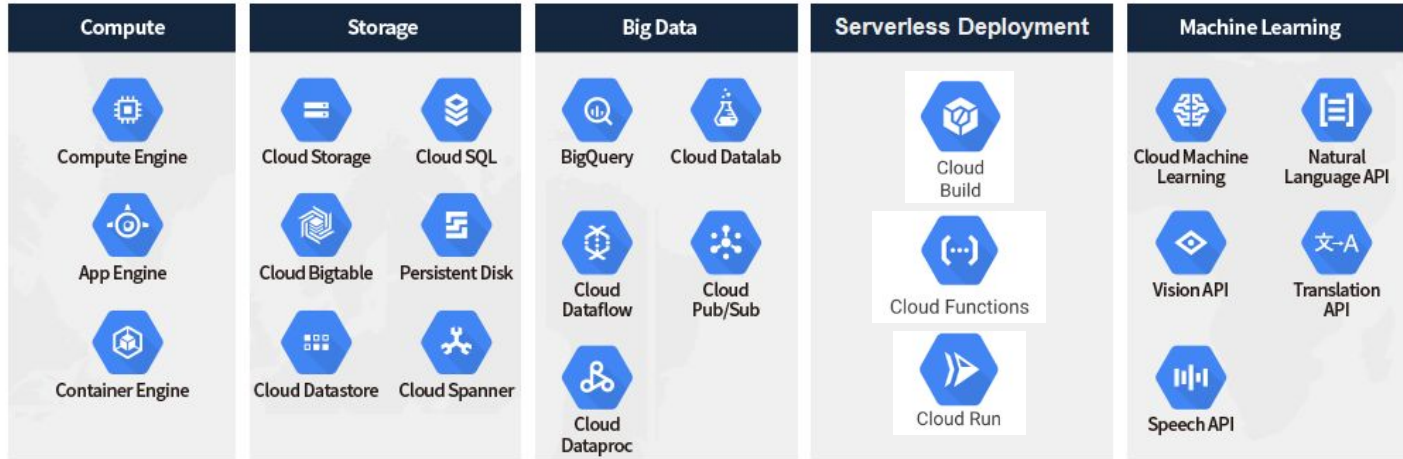 Compute
Compute Engine
App Engine
Container Engine
Storage
Cloud Storage
Cloud SQL
Cloud Bigtable
Persistent Disk
Cloud Datastore
Cloud Spanner
Big Data
BigQuery
Cloud Datalab
Cloud
Dataflow
Cloud
Pub/Sub
Cloud
Dataproc
Serverless Deployment
Cloud
Build
Cloud Functions
Cloud Run
Machine Learning
Cloud Machine
Learning
Natural
Language API
Vision API
文→A
Translation
API
Speech API